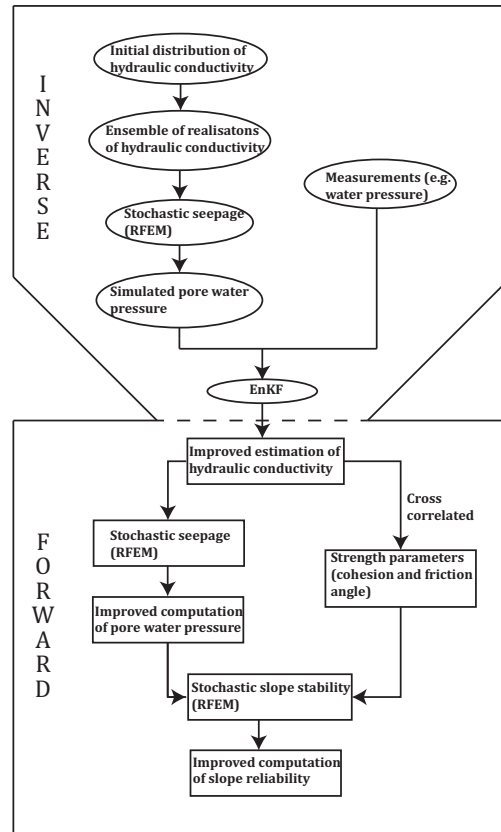 INVERSE
Initial distribution of
hydraulic conductivity
Ensemble of realisatons
of hydraulic conductivity
Stochastic seepage
(RFEM)
Simulated pore water
pressure
Measurements (e.g.
water pressure)
EnKF
FORWARD
Improved estimation of
hydraulic conductivity
Stochastic seepage
(RFEM)
Improved computation
of pore water pressure
Cross
correlated
Strength parameters
(cohesion and friction
angle)
Stochastic slope stability
(RFEM)
Improved computation
of slope reliability